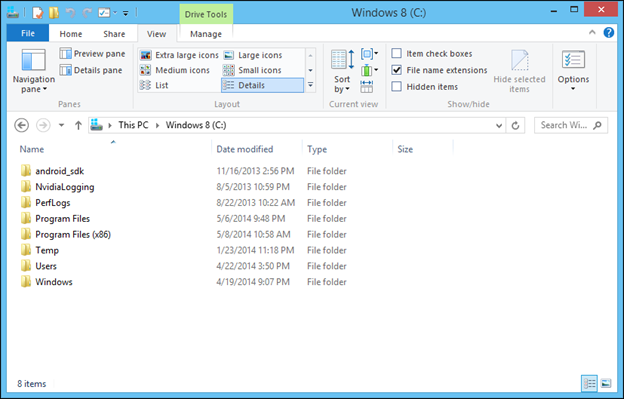 Drive Tools
Windows 8 (C:)
File
Home
Share
View
Manage
Navigation pane
Preview pane
Details pane
Panes
Extra large icons
Large icons
Medium icons
Small icons
List
Details
Layout
Sort by
Current view
Item check boxes
File name extensions
Hidden items
Hide selected items
Show/hide
Options
This PC
Windows 8 (C:)
Search Wi...
Name Date modified Type Size
android_sdk 11/16/2013 2:56 PM File folder
NvidiaLogging 8/5/2013 10:59 PM File folder
PerfLogs 8/22/2013 10:22 AM File folder
Program Files 5/6/2014 9:48 PM File folder
Program Files (x86) 5/8/2014 10:58 AM File folder
Temp 1/23/2014 11:18 PM File folder
Users 4/22/2014 3:50 PM File folder
Windows 4/19/2014 9:07 PM File folder
8 items